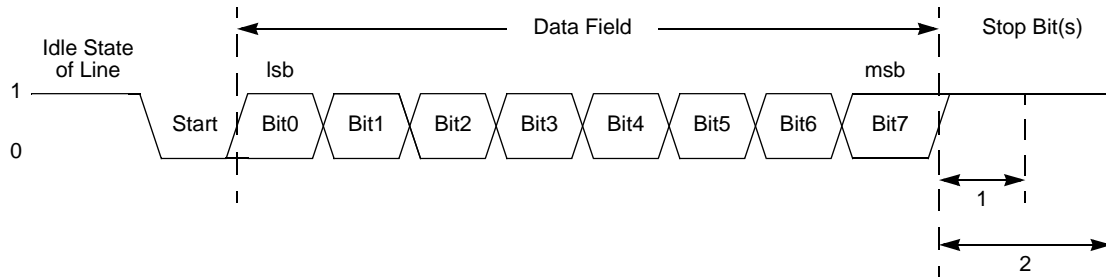 Data Field
Stop Bit(s)
Idle State
of Line
lsb
msb
1
Start
Bit0
Bit1
Bit2
Bit3
Bit4
Bit5
Bit6
Bit7
0
1
2